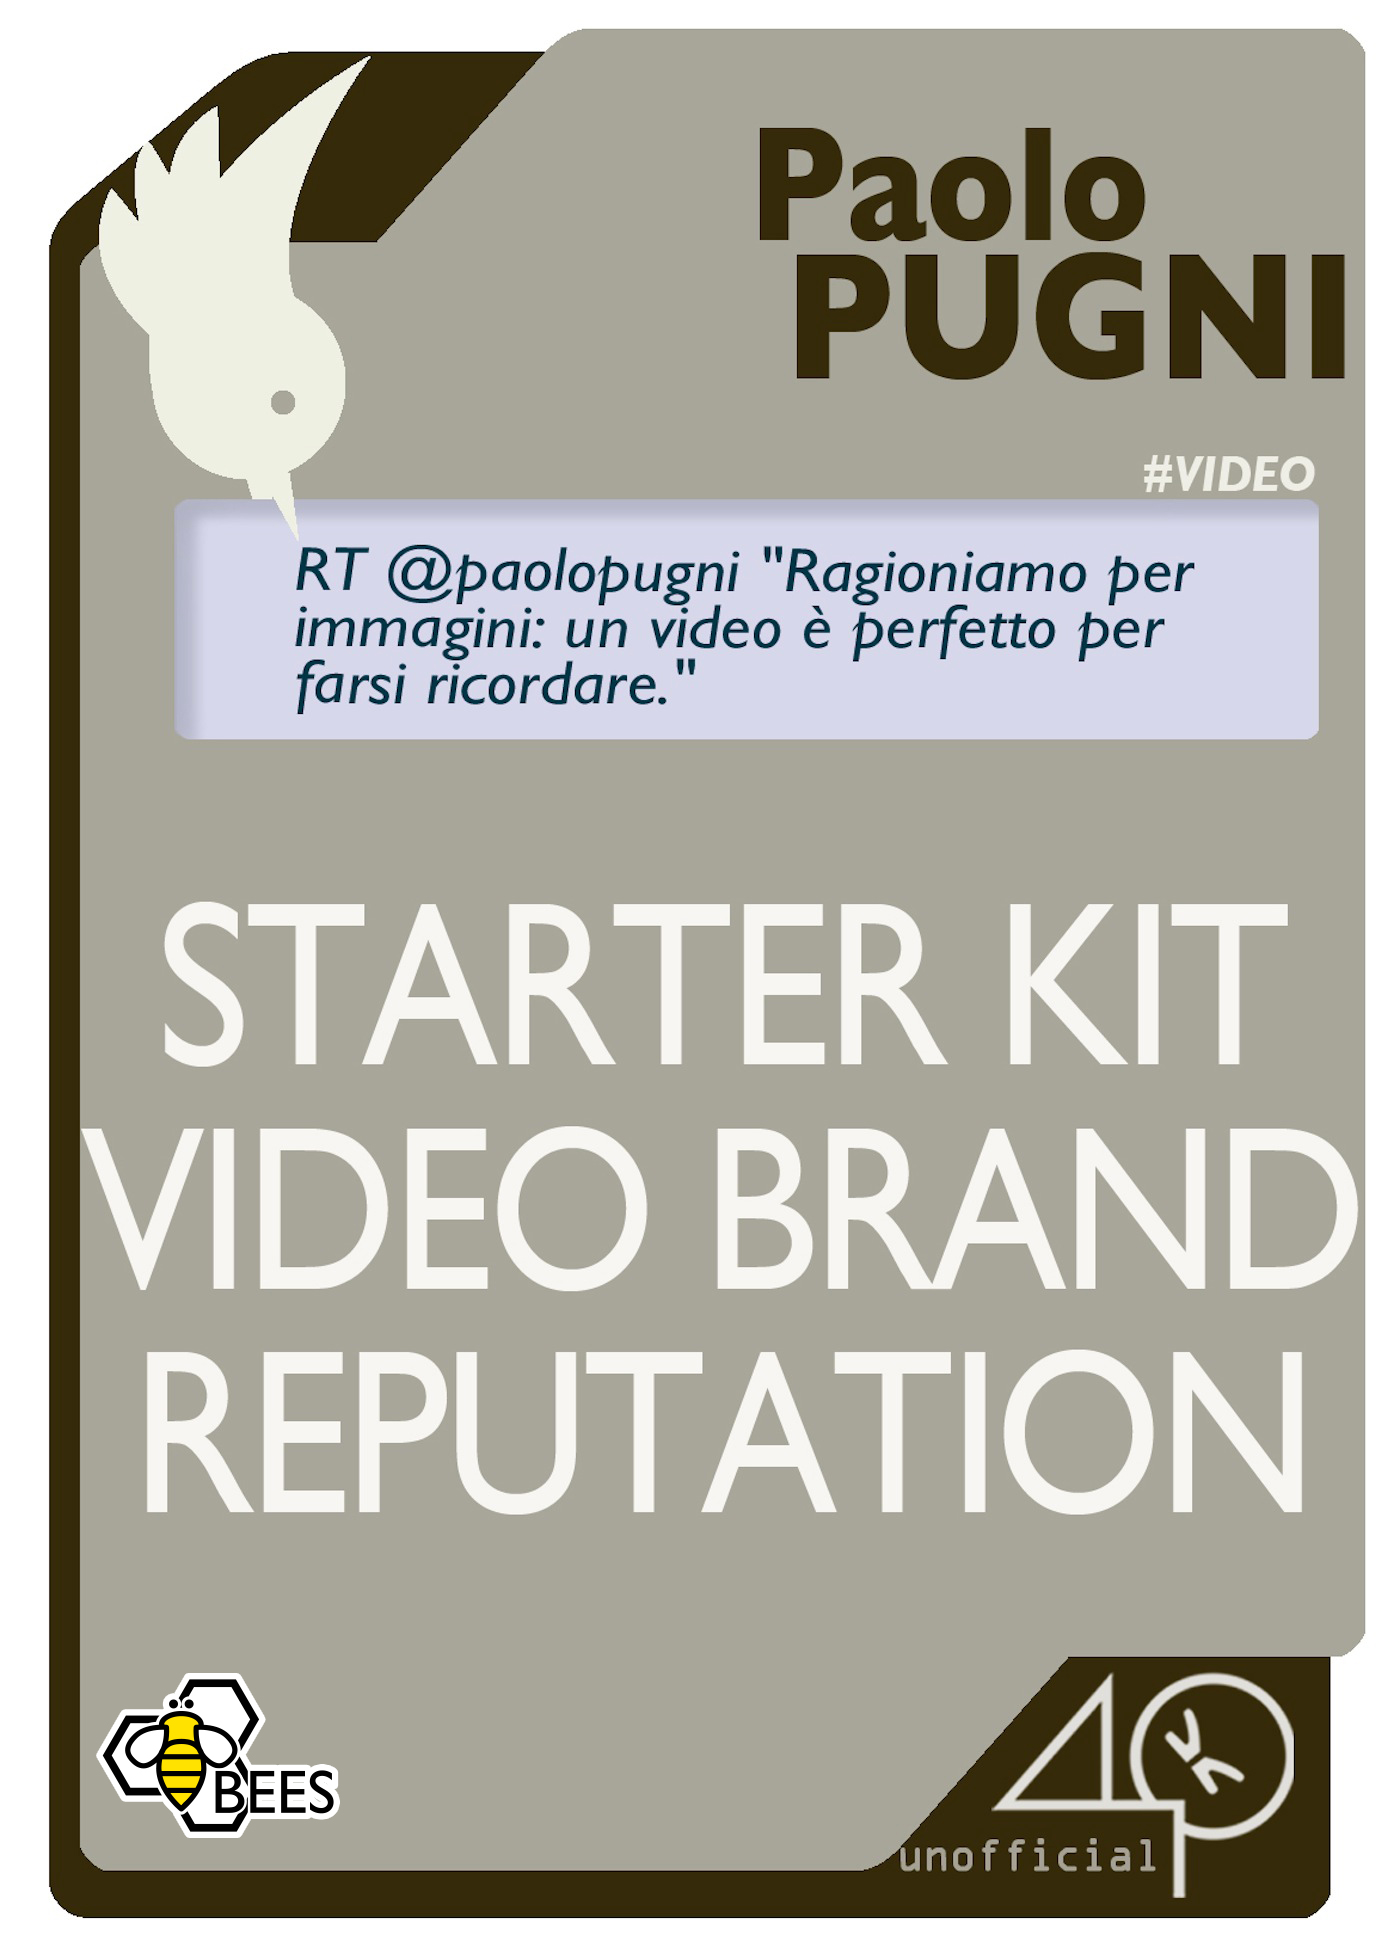 Paolo
PUGNI
#VIDEO
RT @paolopugni "Ragioniamo per
immagini: un video è perfetto per
farsi ricordare."
STARTER KIT
VIDEO BRAND
REPUTATION
BEES
4P
unofficial